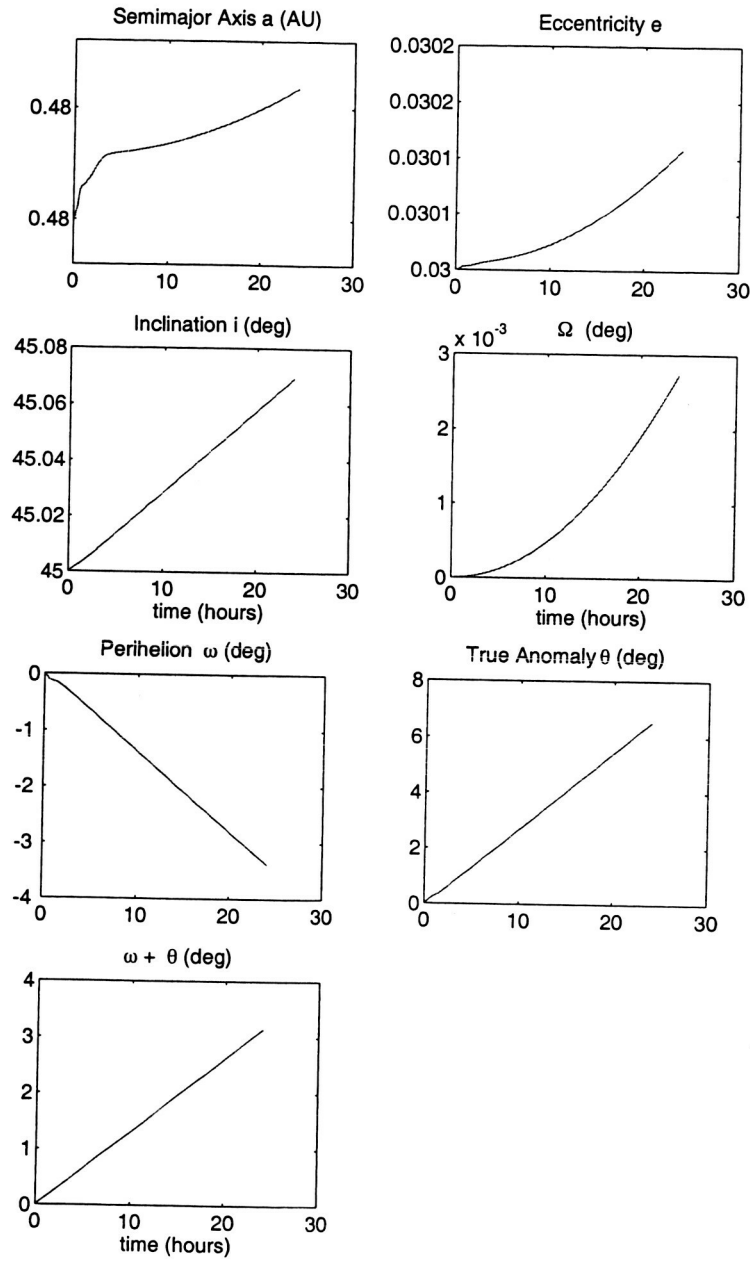 Semimajor Axis a (AU)
0.48
0.48
0 10 20 30
Eccentricity e
0.0302
0.0302
0.0301
0.0301
0.03
0 10 20 30
Inclination i (deg)
45.08
45.06
45.04
45.02
45
0 10 20 30
time (hours)
x 10⁻³ Ω (deg)
3
2
1
0
0 10 20 30
time (hours)
Perihelion ω (deg)
0
-1
-2
-3
-4
0 10 20 30
True Anomaly θ (deg)
8
6
4
2
0
0 10 20 30
ω + θ (deg)
4
3
2
1
0
0 10 20 30
time (hours)